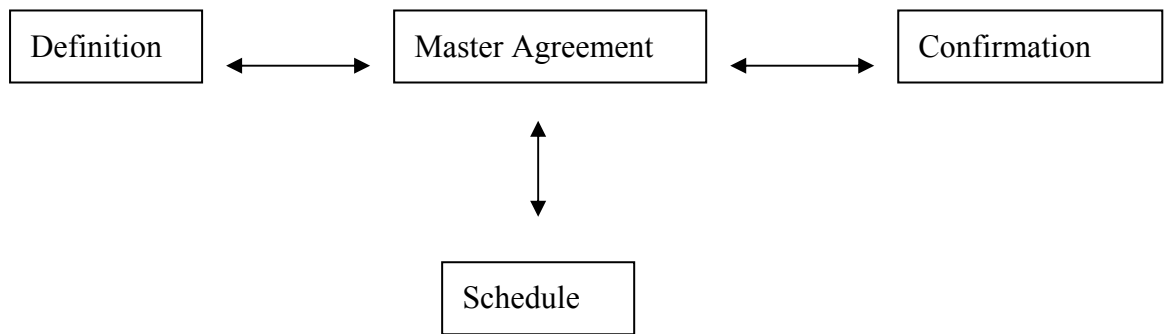 Definition
Master Agreement
Confirmation
Schedule